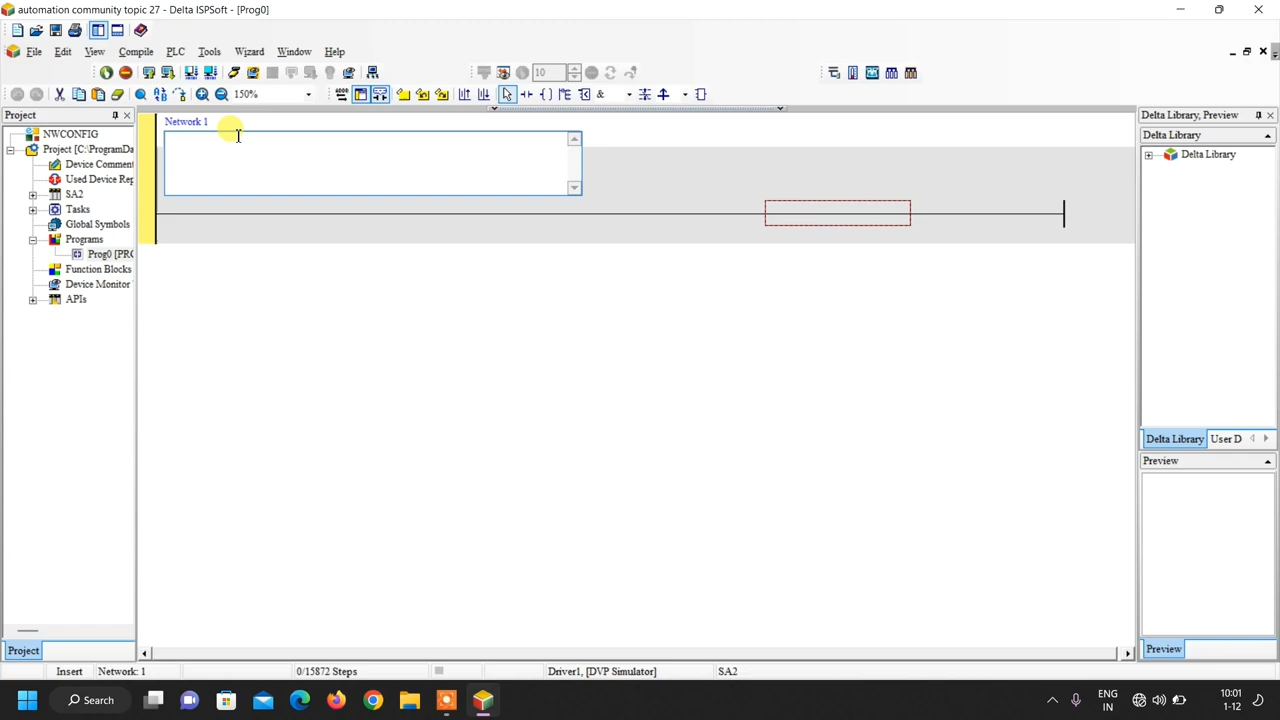 automation community topic 27 - Delta ISPSoft - [Prog0]
File Edit View Compile PLC Tools Wizard Window Help
10
150%
&
Project
NWCONFIG
Project [C:\ProgramDa
Device Comment
Used Device Rep
SA2
Tasks
Global Symbols
Programs
Prog0 [PRC
Function Blocks
Device Monitor
APIs
Project
Network 1
Delta Library, Preview
Delta Library
Delta Library
Delta Library User D
Preview
Preview
Insert Network: 1 0/15872 Steps Driver1, [DVP Simulator] SA2
Search
ENG
IN
10:01
1-12